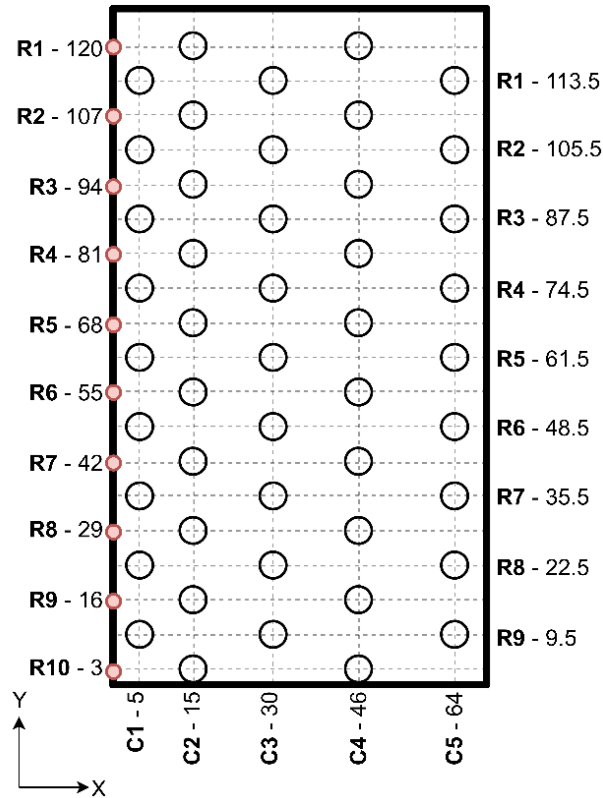 R1 - 120
R1 - 113.5
R2 - 107
R2 - 105.5
R3 - 94
R3 - 87.5
R4 - 81
R4 - 74.5
R5 - 68
R5 - 61.5
R6 - 55
R6 - 48.5
R7 - 42
R7 - 35.5
R8 - 29
R8 - 22.5
R9 - 16
R9 - 9.5
R10 - 3
Y
X
C1 - 5
C2 - 15
C3 - 30
C4 - 46
C5 - 64